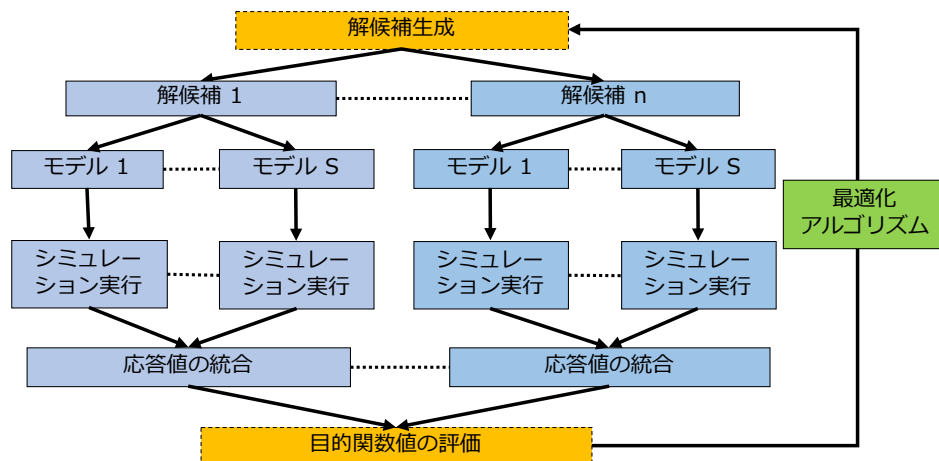 解候補生成
解候補 1
解候補 n
モデル 1
モデル S
モデル 1
モデル S
最適化
アルゴリズム
シミュレー
ション実行
シミュレー
ション実行
シミュレー
ション実行
シミュレー
ション実行
応答値の統合
応答値の統合
目的関数値の評価